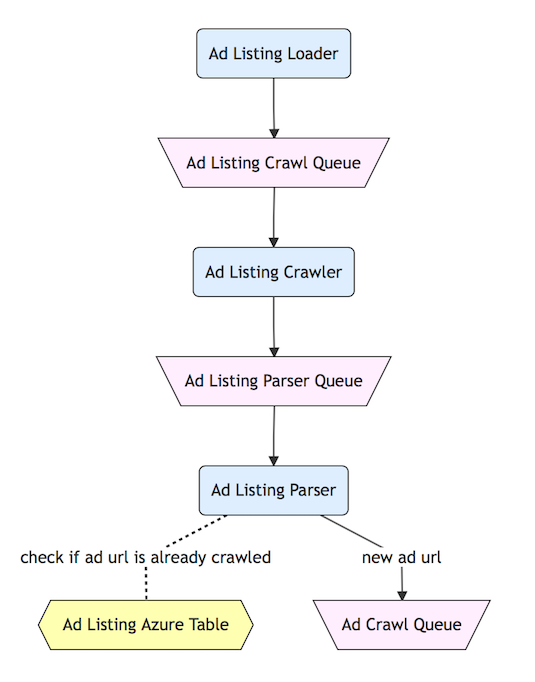 Ad Listing Loader
Ad Listing Crawl Queue
Ad Listing Crawler
Ad Listing Parser Queue
Ad Listing Parser
check if ad url is already crawled
new ad url
Ad Listing Azure Table
Ad Crawl Queue